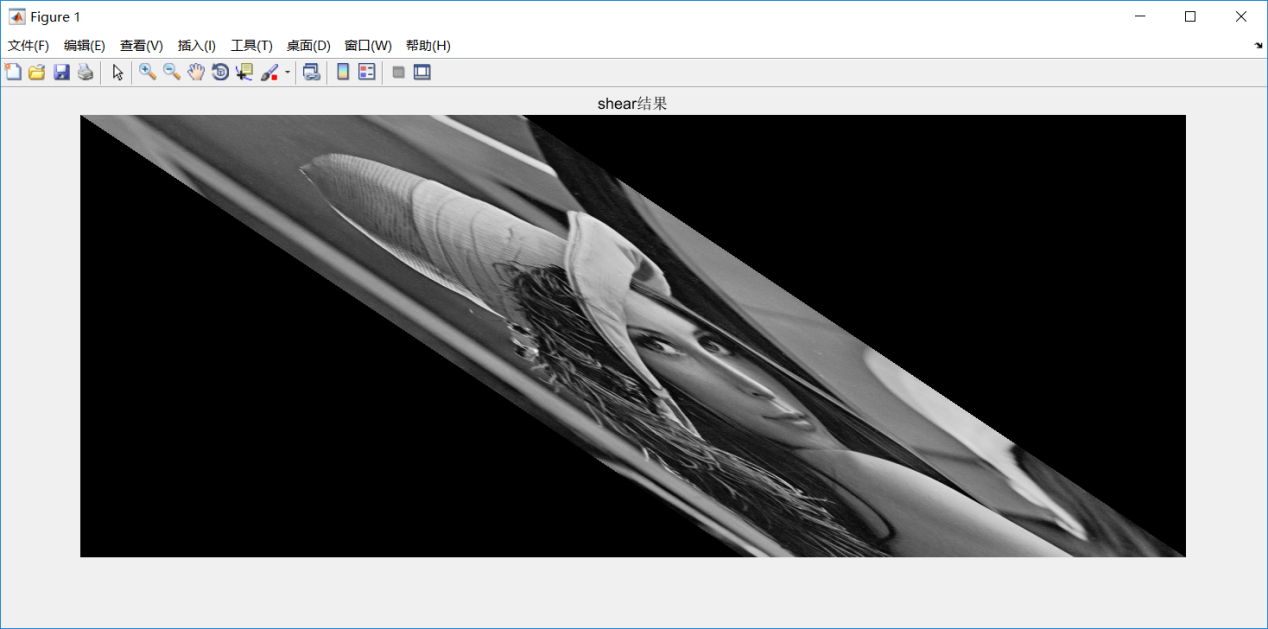 Figure 1
文件(F) 编辑(E) 查看(V) 插入(I) 工具(T) 桌面(D) 窗口(W) 帮助(H)
shear结果